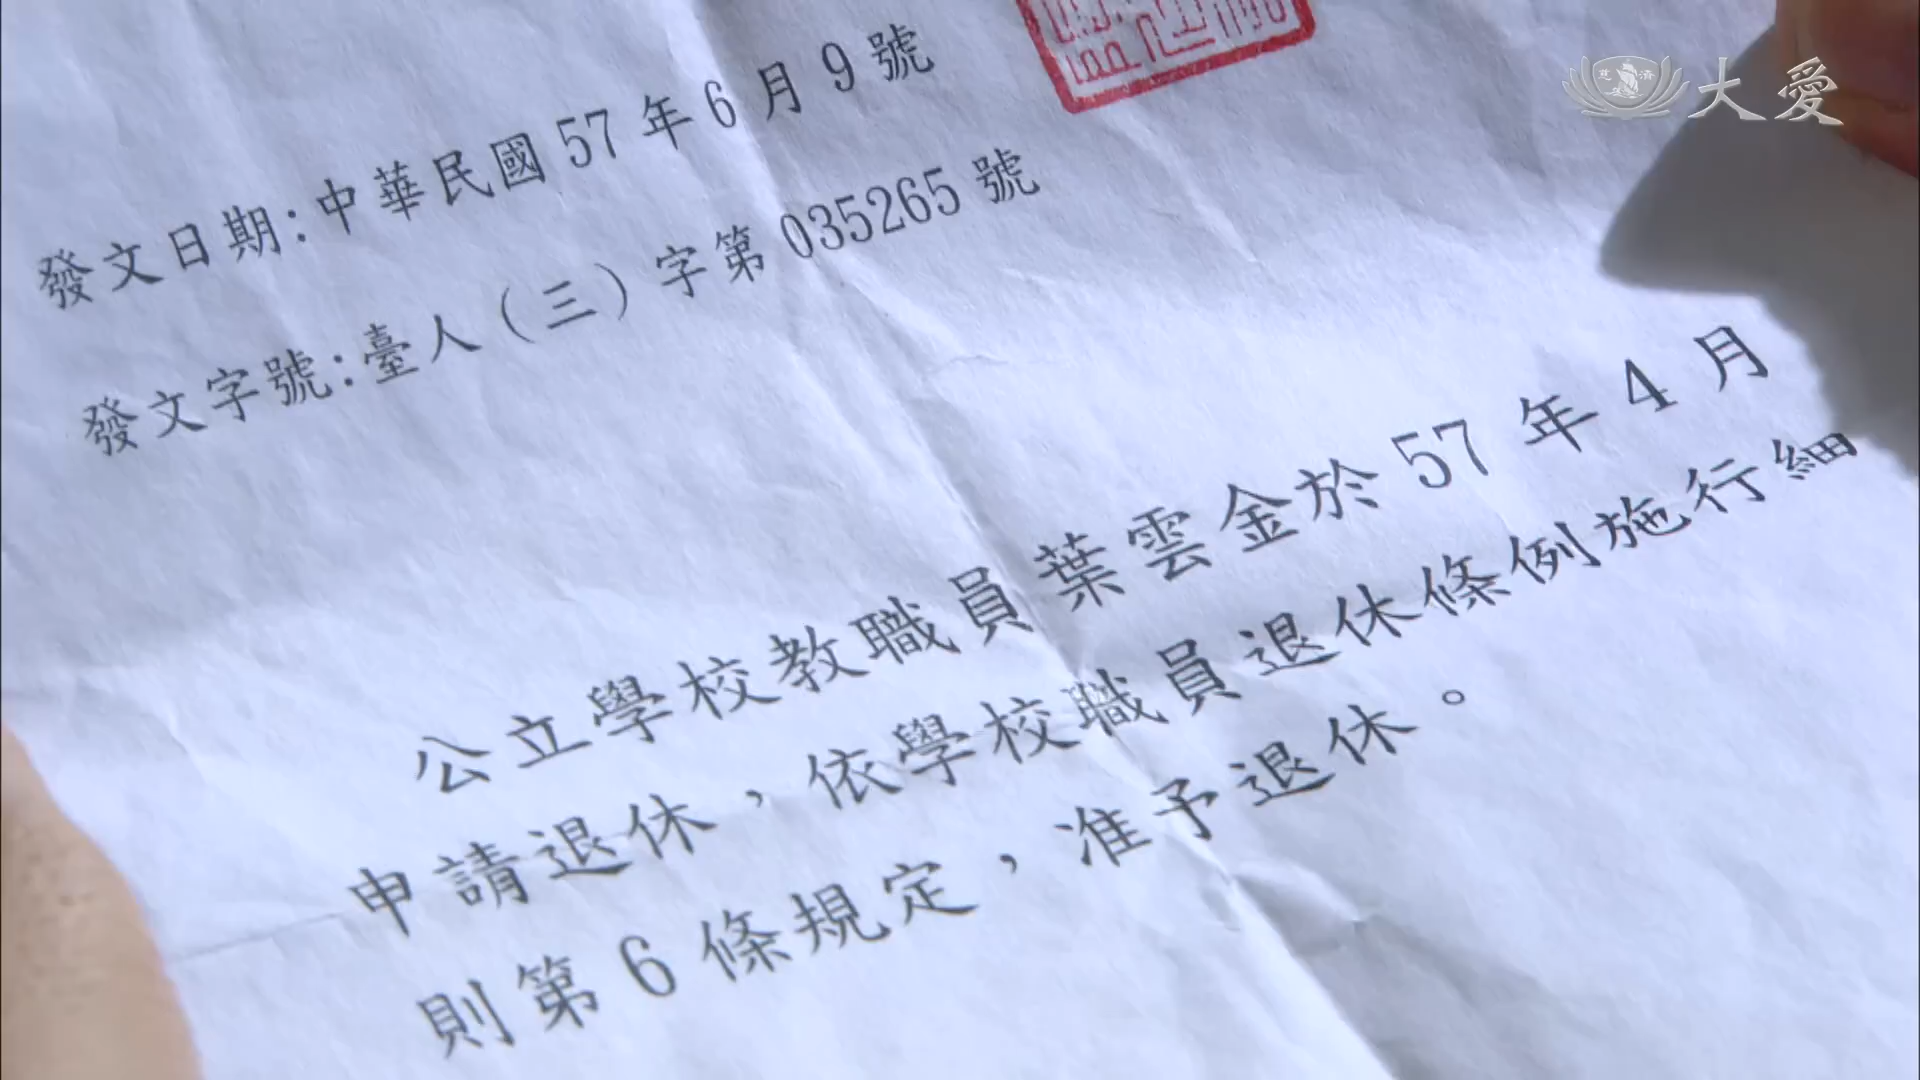 大愛
慈濟
發文日期:中華民國57年6月9號
發文字號:臺人(三)字第035265號
公立學校教職員葉雲金於57年4月
申請退休,依學校職員退休條例施行細
則第6條規定,准予退休。